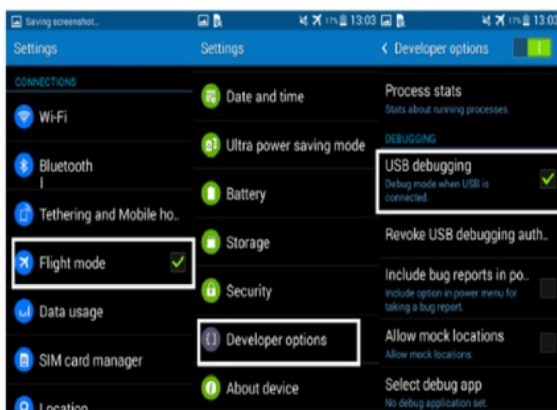 Saving screenshot...
Settings
CONNECTIONS
Wi-Fi
Bluetooth
Tethering and Mobile ho..
Flight mode
Data usage
SIM card manager
Location
17% 13:03
Settings
Date and time
Ultra power saving mode
Battery
Storage
Security
Developer options
About device
17% 13:03
Developer options
Process stats
Stats about running processes.
DEBUGGING
USB debugging
Debug mode when USB is
connected.
Revoke USB debugging auth..
Include bug reports in po..
Include option in power menu for
taking a bug report.
Allow mock locations
Allow mock locations.
Select debug app
No debug application set.